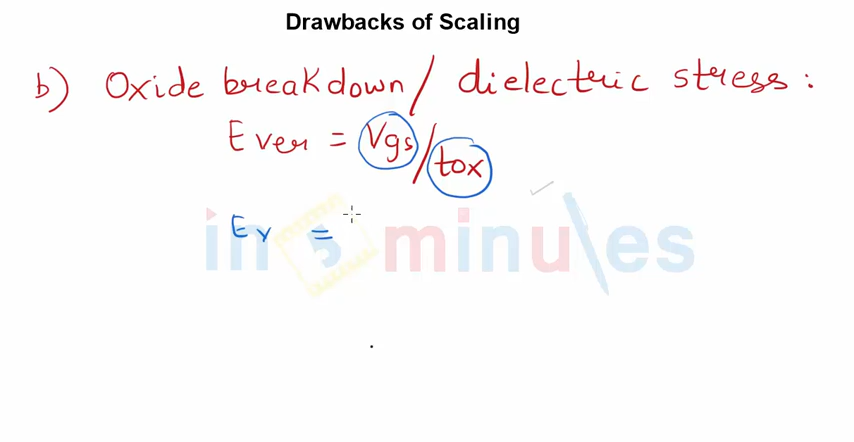 Drawbacks of Scaling
b) Oxide breakdown / dielectric stress :
Ever = Vgs / tox
Ev =
in 5 minutes